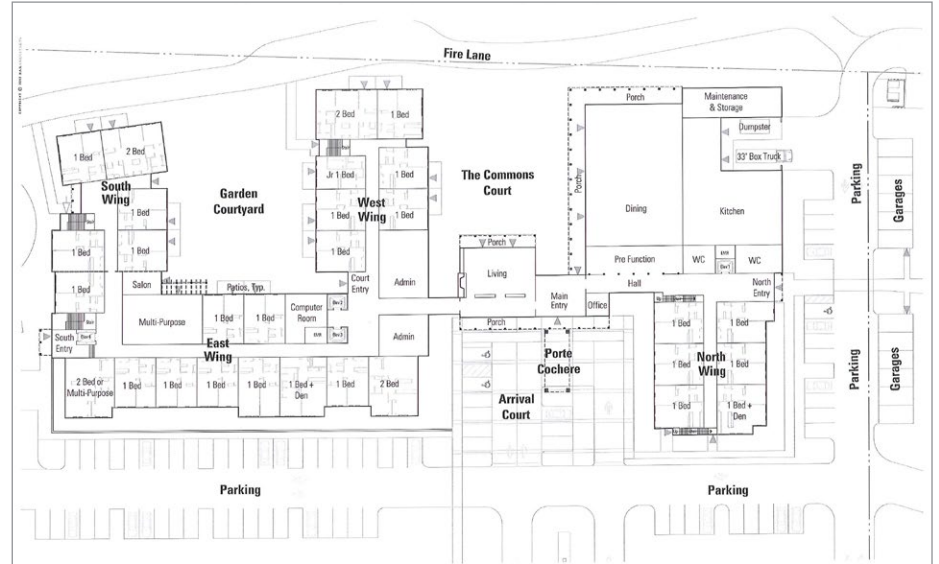 Fire Lane
2 Bed
1 Bed
Porch
Maintenance
& Storage
Dumpster
33' Box Truck
1 Bed
2 Bed
South
Wing
Garden
Courtyard
Jr 1 Bed
1 Bed
West
Wing
The Commons
Court
Porch
Dining
Kitchen
Parking
Garages
1 Bed
1 Bed
1 Bed
1 Bed
1 Bed
1 Bed
1 Bed
Porch
Living
Pro Function
WC
WC
Salon
Patios, Typ.
Court
Entry
Admin
Main
Entry
Office
Hall
North
Entry
Multi-Purpose
1 Bed
1 Bed
Computer
Room
Admin
Porch
South
Entry
East
Wing
Porte
Cochere
Arrival
Court
1 Bed
1 Bed
1 Bed
1 Bed
North
Wing
1 Bed
1 Bed +
Den
Parking
Garages
2 Bed or
Multi-Purpose
1 Bed
1 Bed
1 Bed
1 Bed
1 Bed +
Den
1 Bed
2 Bed
Parking
Parking